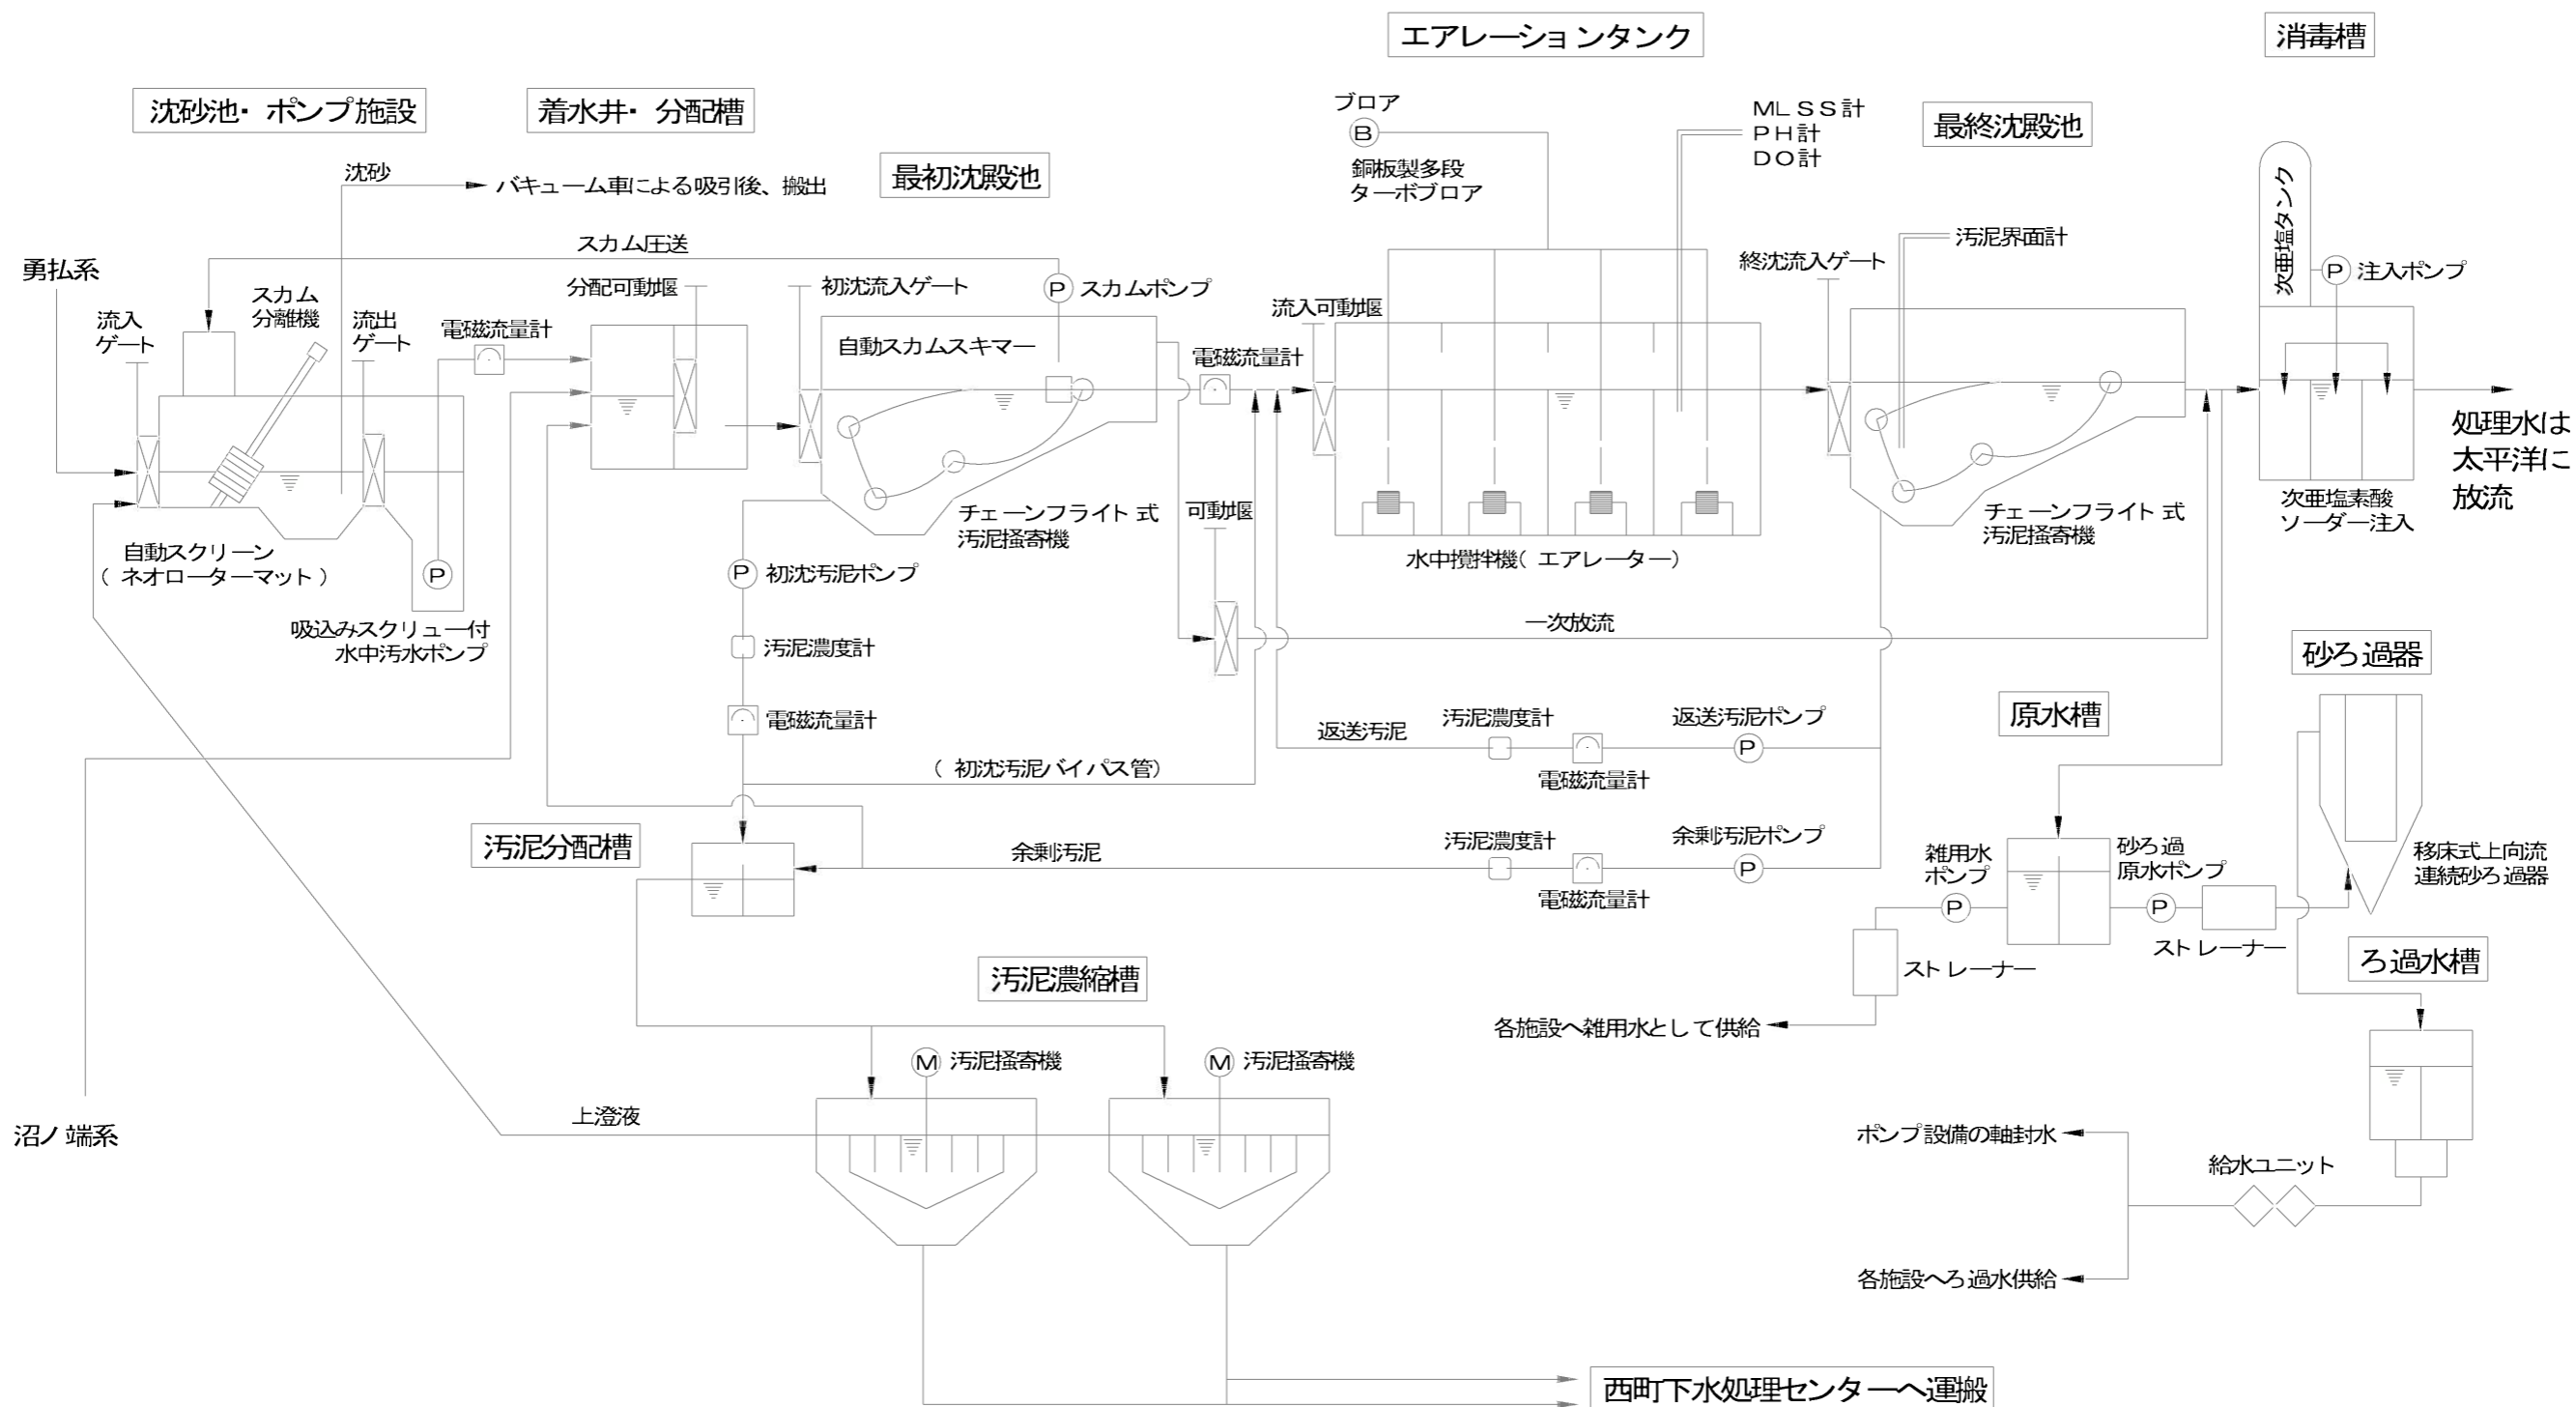 エアレーションタンク
消毒槽
沈砂池・ポンプ施設
着水井・分配槽
最初沈殿池
最終沈殿池
ブロア
B
銅板製多段
ターボブロア
MLSS計
PH計
DO計
沈砂
バキューム車による吸引後、搬出
スカム圧送
勇払系
流入
ゲート
スカム
分離機
流出
ゲート
電磁流量計
分配可動堰
初沈流入ゲート
P
スカムポンプ
自動スカムスキマー
電磁流量計
流入可動堰
終沈流入ゲート
汚泥界面計
次亜塩タンク
P
注入ポンプ
処理水は
太平洋に
放流
次亜塩素酸
ソーダー注入
自動スクリーン
(ネオローターマット)
P
吸込みスクリュー付
水中汚水ポンプ
チェーンフライト式
汚泥掻寄機
可動堰
水中攪拌機(エアレーター)
チェーンフライト式
汚泥掻寄機
P
初沈汚泥ポンプ
汚泥濃度計
電磁流量計
一次放流
返送汚泥
汚泥濃度計
電磁流量計
返送汚泥ポンプ
P
(初沈汚泥バイパス管)
汚泥分配槽
余剰汚泥
汚泥濃度計
電磁流量計
余剰汚泥ポンプ
P
原水槽
砂ろ過器
雑用水
ポンプ
P
砂ろ過
原水ポンプ
P
移床式上向流
連続砂ろ過器
ストレーナー
ストレーナー
ろ過水槽
各施設へ雑用水として供給
汚泥濃縮槽
M
汚泥掻寄機
M
汚泥掻寄機
上澄液
沼ノ端系
ポンプ設備の軸封水
給水ユニット
各施設へろ過水供給
西町下水処理センターへ運搬